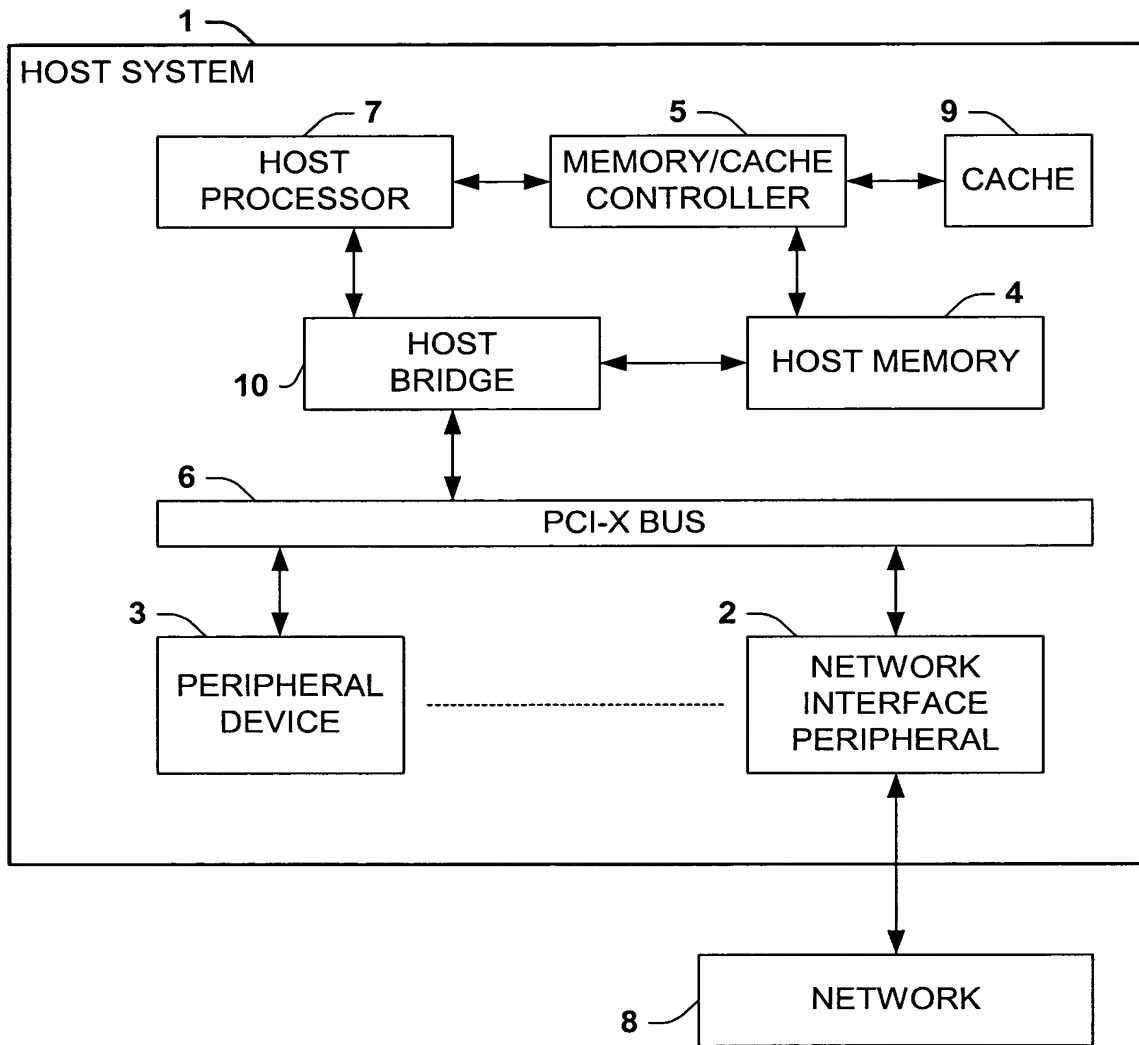 1
HOST SYSTEM
7
5
9
HOST
PROCESSOR
MEMORY/CACHE
CONTROLLER
CACHE
4
HOST
BRIDGE
10
HOST MEMORY
6
PCI-X BUS
3
2
PERIPHERAL
DEVICE
NETWORK
INTERFACE
PERIPHERAL
NETWORK
8